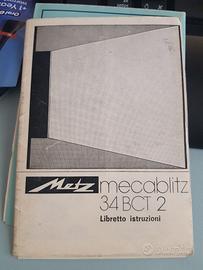 Metz
mecablitz
34 BCT 2
Libretto istruzioni